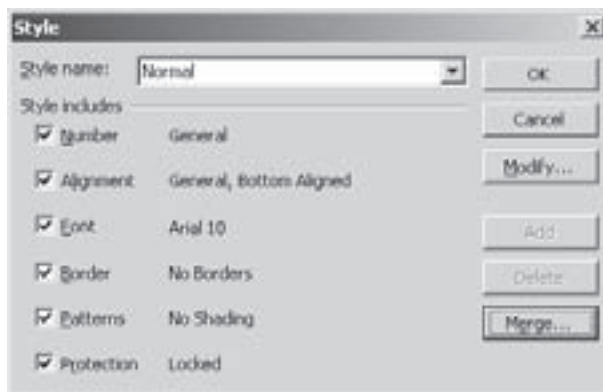 Style
Style name: Normal
OK
Style includes
Cancel
Number General
Modify...
Alignment General, Bottom Aligned
Font Arial 10
Add
Border No Borders
Delete
Patterns No Shading
Merge...
Protection Locked